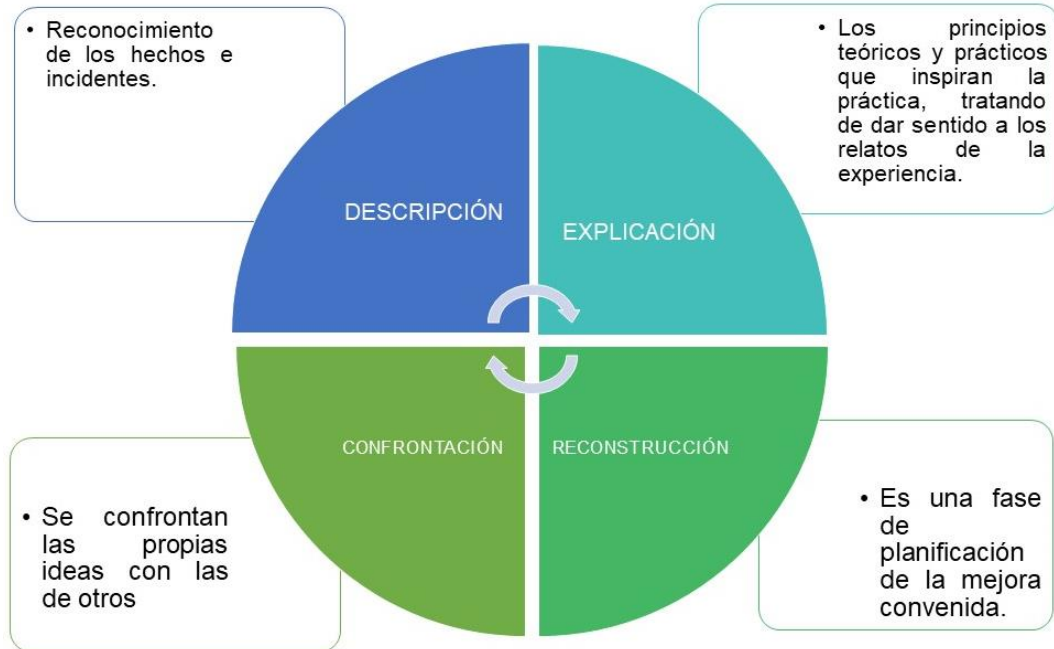 • Reconocimiento
de los hechos e
incidentes.
• Los principios
teóricos y prácticos
que inspiran la
práctica, tratando
de dar sentido a los
relatos de la
experiencia.
DESCRIPCIÓN
EXPLICACIÓN
CONFRONTACIÓN
RECONSTRUCCIÓN
• Se confrontan
las propias
ideas con las
de otros
• Es una fase
de
planificación
de la mejora
convenida.